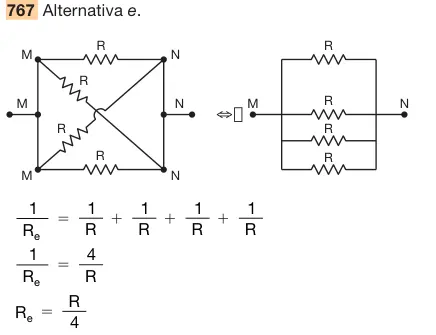 767 Alternativa e.
R
M N
R
M N
R
R
M N
⇔
R
M R N
R
R
1/Re = 1/R + 1/R + 1/R + 1/R
1/Re = 4/R
Re = R/4